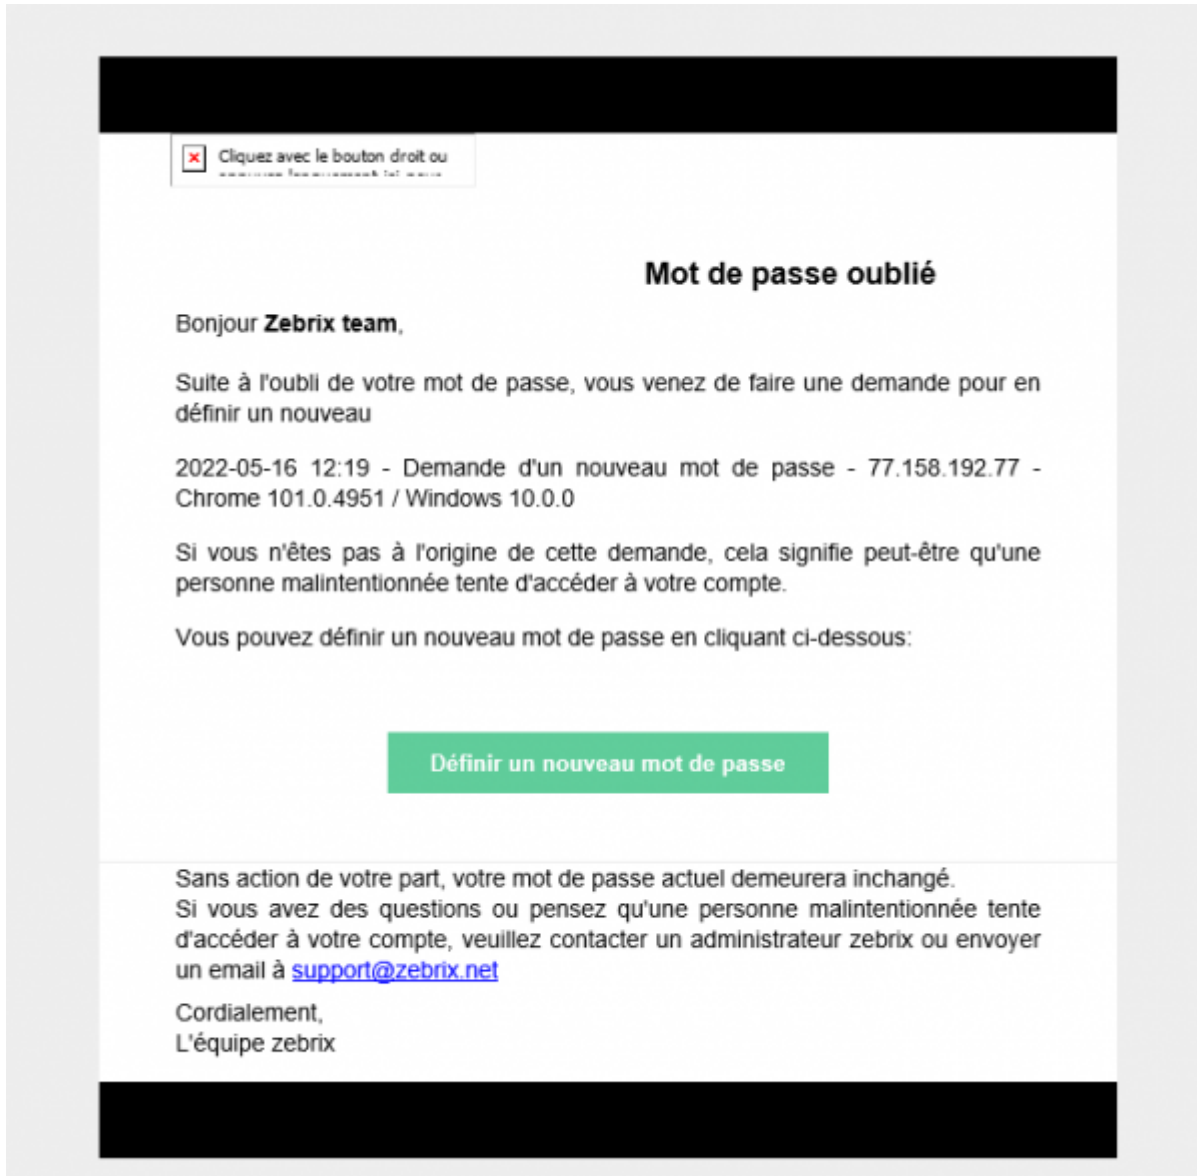 Cliquez avec le bouton droit ou
Mot de passe oublié
Bonjour Zebrix team,
Suite à l'oubli de votre mot de passe, vous venez de faire une demande pour en
définir un nouveau
2022-05-16 12:19 - Demande d'un nouveau mot de passe - 77.158.192.77 -
Chrome 101.0.4951 / Windows 10.0.0
Si vous n'êtes pas à l'origine de cette demande, cela signifie peut-être qu'une
personne malintentionnée tente d'accéder à votre compte.
Vous pouvez définir un nouveau mot de passe en cliquant ci-dessous:
Définir un nouveau mot de passe
Sans action de votre part, votre mot de passe actuel demeurera inchangé.
Si vous avez des questions ou pensez qu'une personne malintentionnée tente
d'accéder à votre compte, veuillez contacter un administrateur zebrix ou envoyer
un email à support@zebrix.net
Cordialement,
L'équipe zebrix